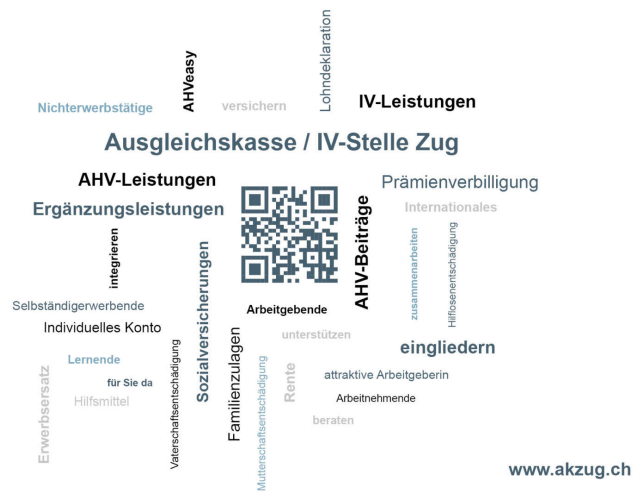 Lohndeklaration
AHVeasy
Nichterwerbstätige
versichern
IV-Leistungen
Ausgleichskasse / IV-Stelle Zug
AHV-Leistungen
Prämienverbilligung
Ergänzungsleistungen
Internationales
AHV-Beiträge
integrieren
zusammenarbeiten
Hilflosenentschädigung
Sozialversicherungen
Selbständigerwerbende
Arbeitgebende
Individuelles Konto
unterstützen
Familienzulagen
eingliedern
Lernende
Vaterschaftsentschädigung
Mutterschaftsentschädigung
Rente
attraktive Arbeitgeberin
Erwerbsersatz
für Sie da
Hilfsmittel
Arbeitnehmende
beraten
www.akzug.ch